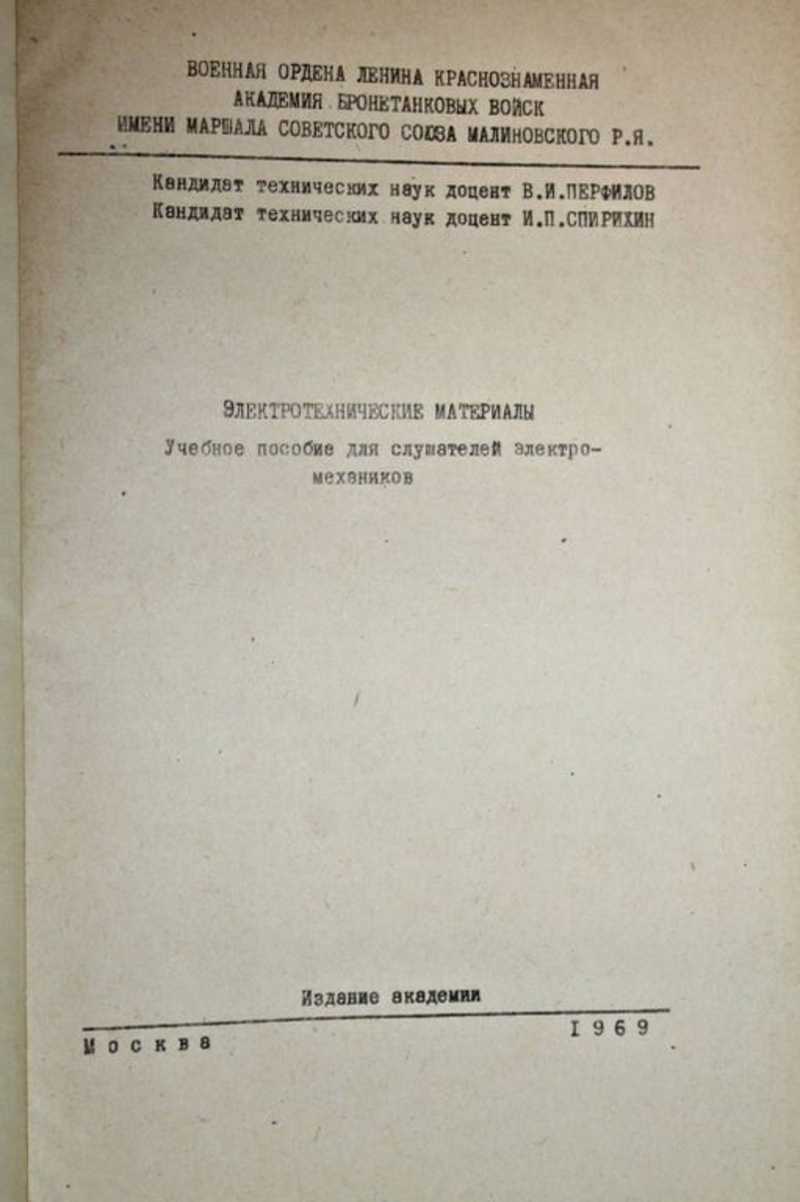 ВОЕННАЯ ОРДЕНА ЛЕНИНА КРАСНОЗНАМЕННАЯ
АКАДЕМИЯ БРОНЕТАНКОВЫХ ВОЙСК
ИМЕНИ МАРШАЛА СОВЕТСКОГО СОЮЗА МАЛИНОВСКОГО Р.Я.
Кандидат технических наук доцент В.И.ПЕРФИЛОВ
Кандидат технических наук доцент И.П.СПИРИХИН
ЭЛЕКТРОТЕХНИЧЕСКИЕ МАТЕРИАЛЫ
Учебное пособие для слушателей электро-
механиков
Издание академии
Москва 1969